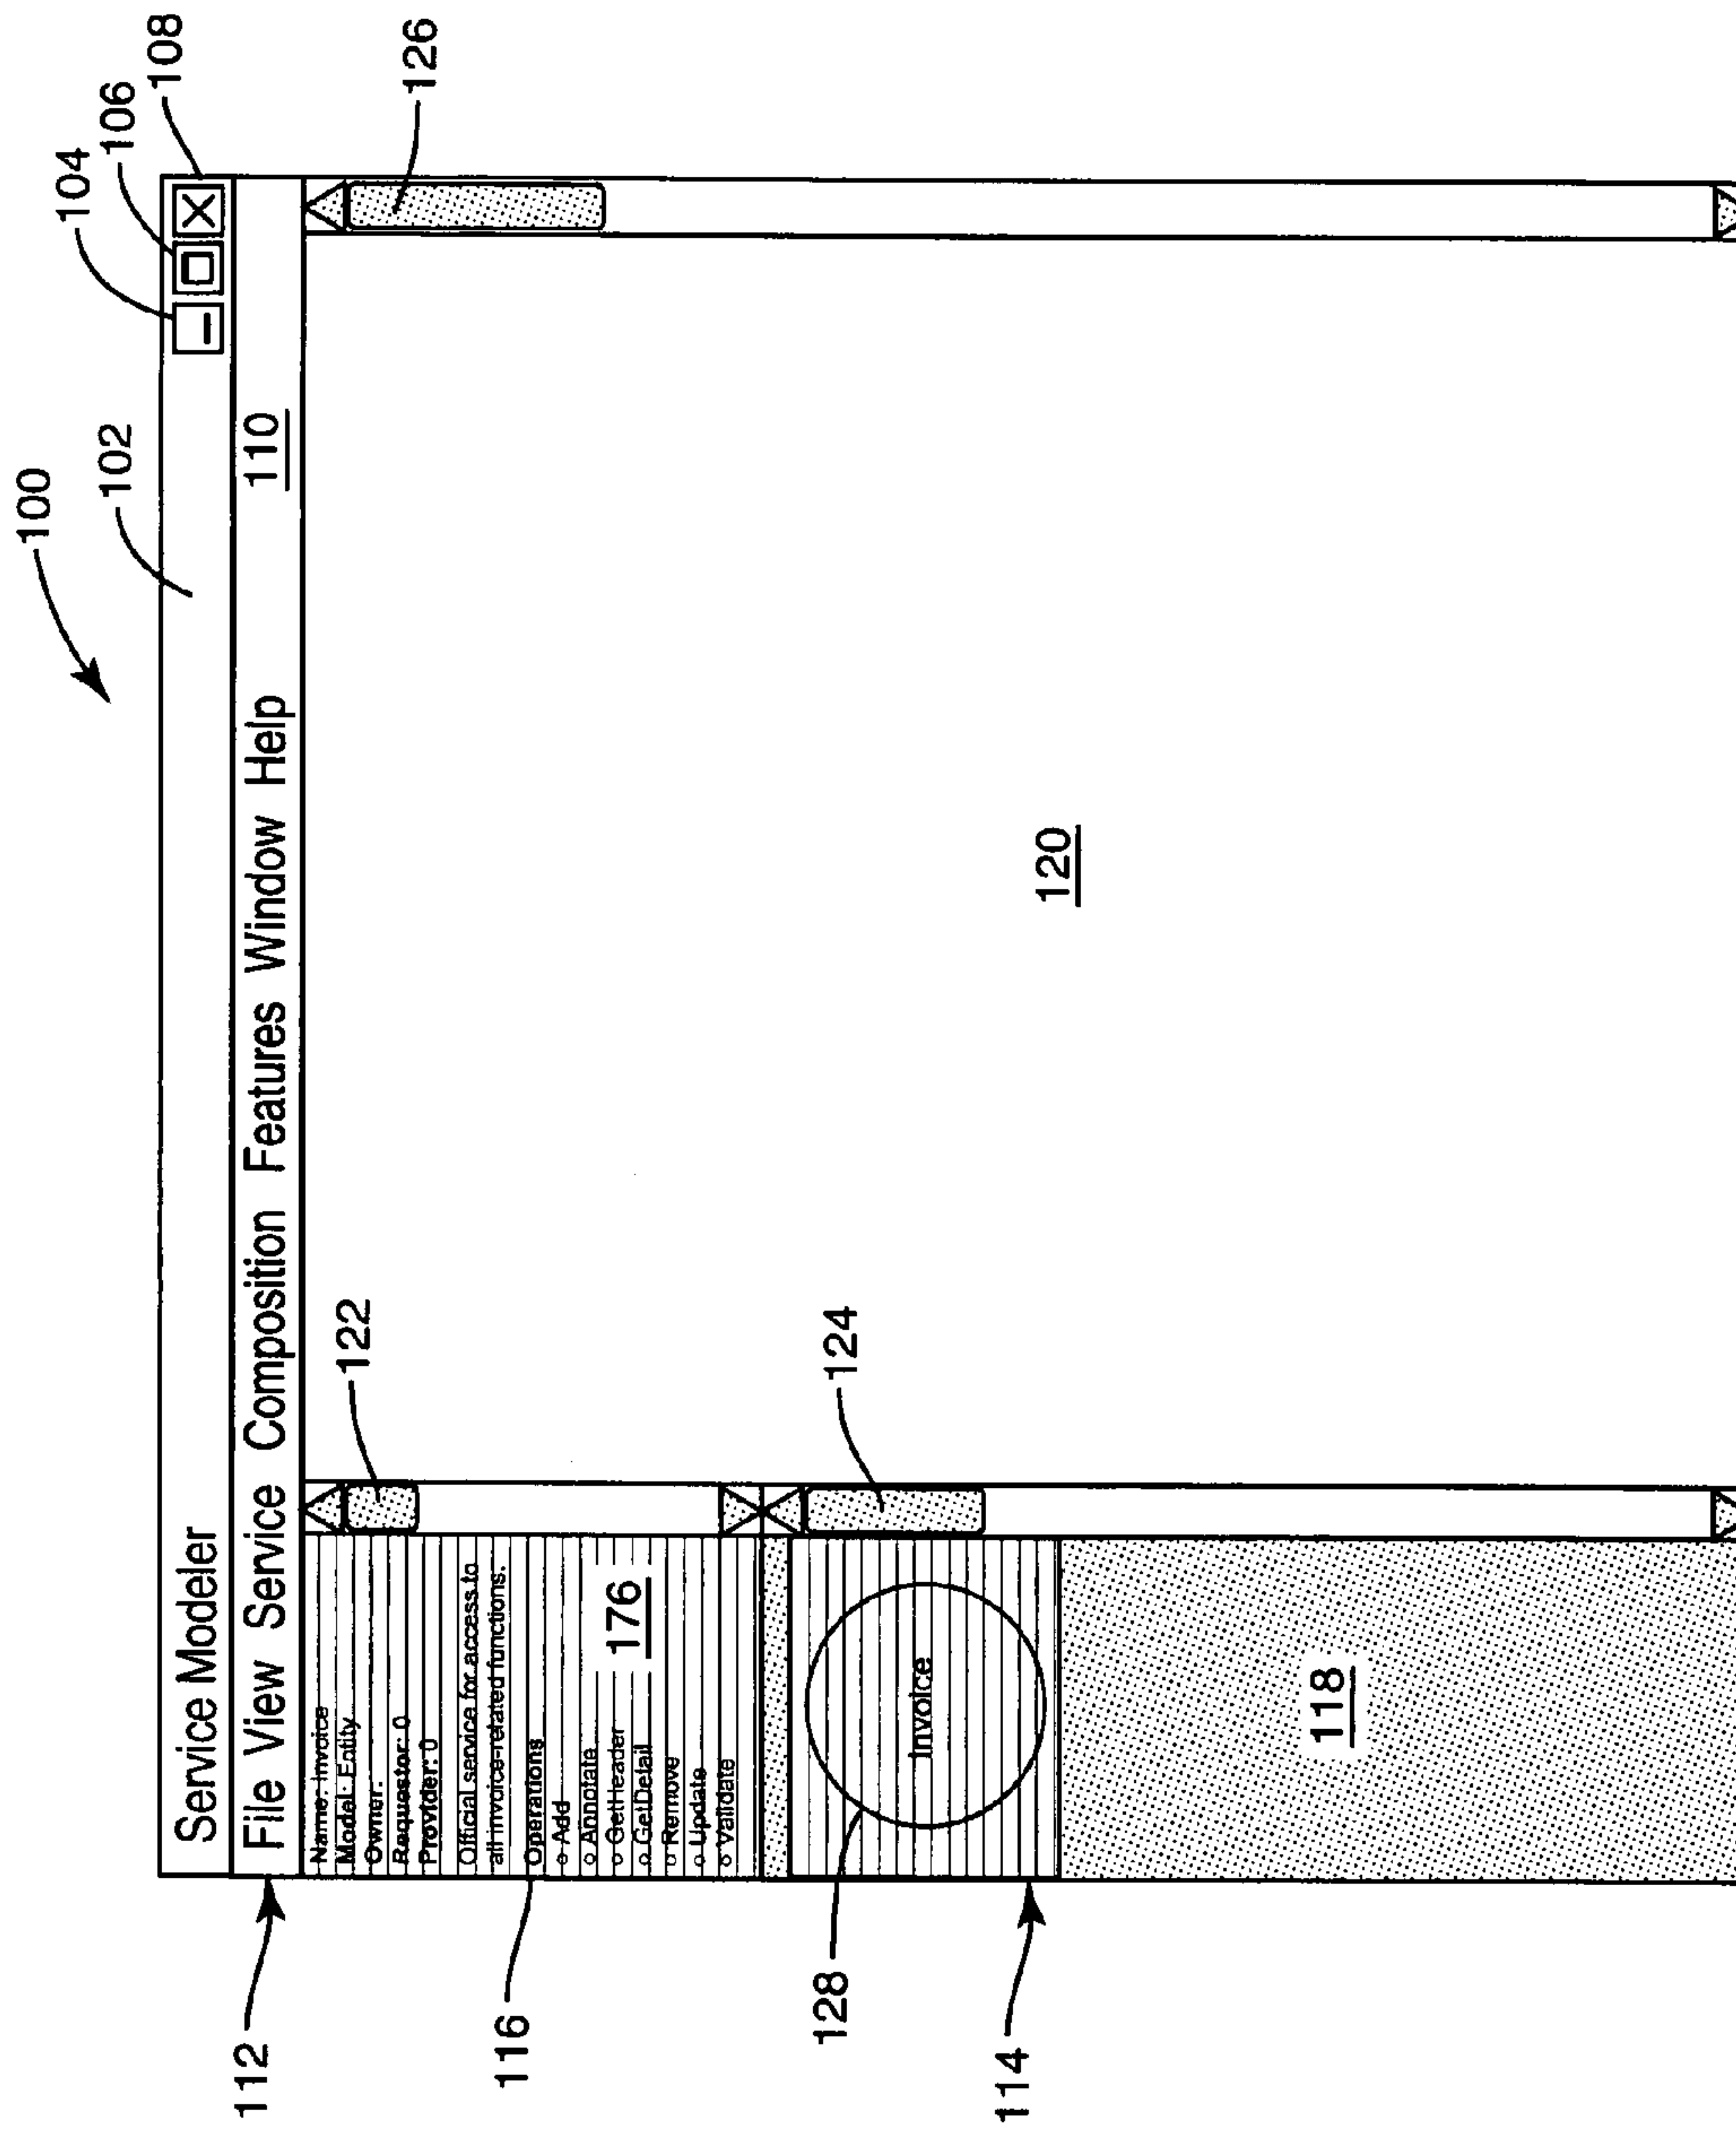 100
102
104
106
108
Service Modeler
File View Service Composition Features Window Help
110
112
Name: Invoice
Model: Entity
Owner:
Requestor: 0
Provider: 0
Official service for access to
all invoice-related functions.
Operations
o Add
o Annotate
o GetHeader
o GetDetail
o Remove
o Update
o Validate
176
116
122
126
124
128
Invoice
114
118
120